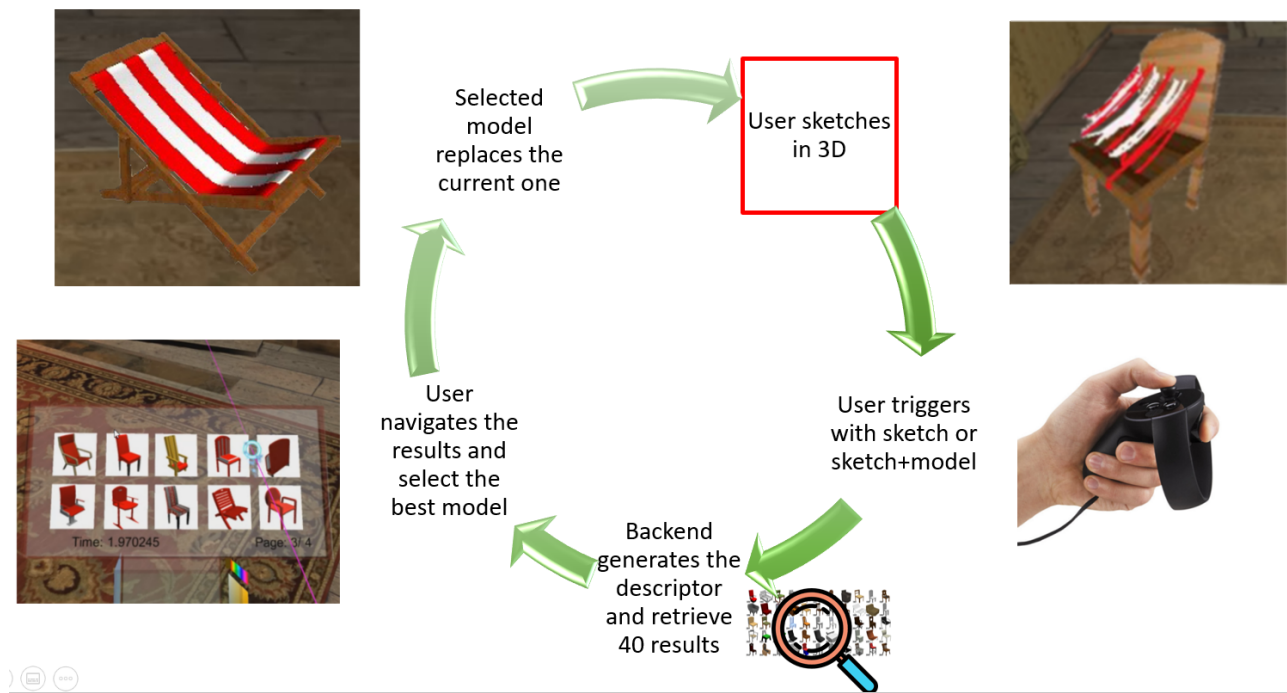 Selected
model
replaces the
current one
User sketches
in 3D
User triggers
with sketch or
sketch+model
Backend
generates the
descriptor
and retrieve
40 results
User
navigates the
results and
select the
best model
Time: 1.970245
Page: 3/ 4